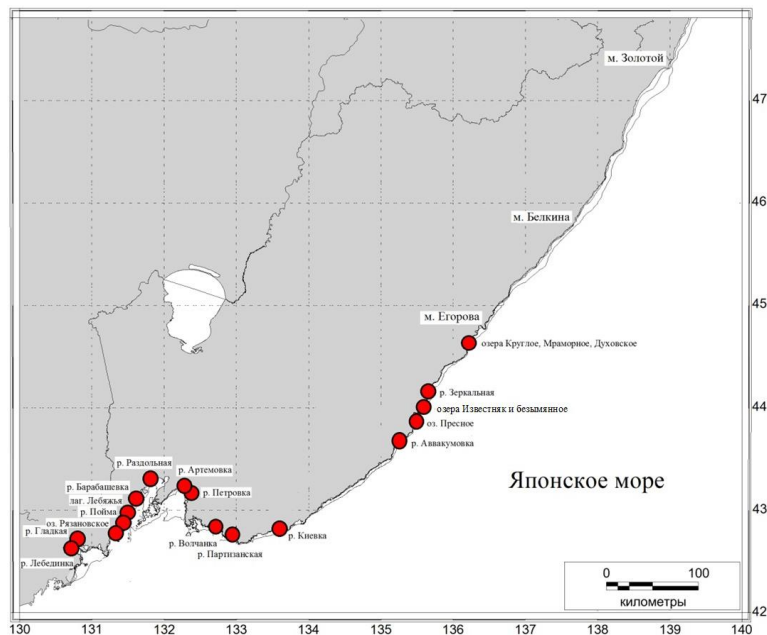 м. Золотой
47
46
м. Белкина
45
м. Егорова
озера Круглое, Мраморное, Духовское
44
р. Зеркальная
озера Известняк и безымянное
оз. Пресное
р. Аввакумовка
Японское море
р. Раздольная
р. Артемовка
р. Барабашевка
р. Петровка
лаг. Лебяжья
р. Пойма
43
оз. Рязановское
р. Гладкая
р. Киевка
р. Волчанка
р. Партизанская
р. Лебединка
0 100
километры
42
130 131 132 133 134 135 136 137 138 139 140